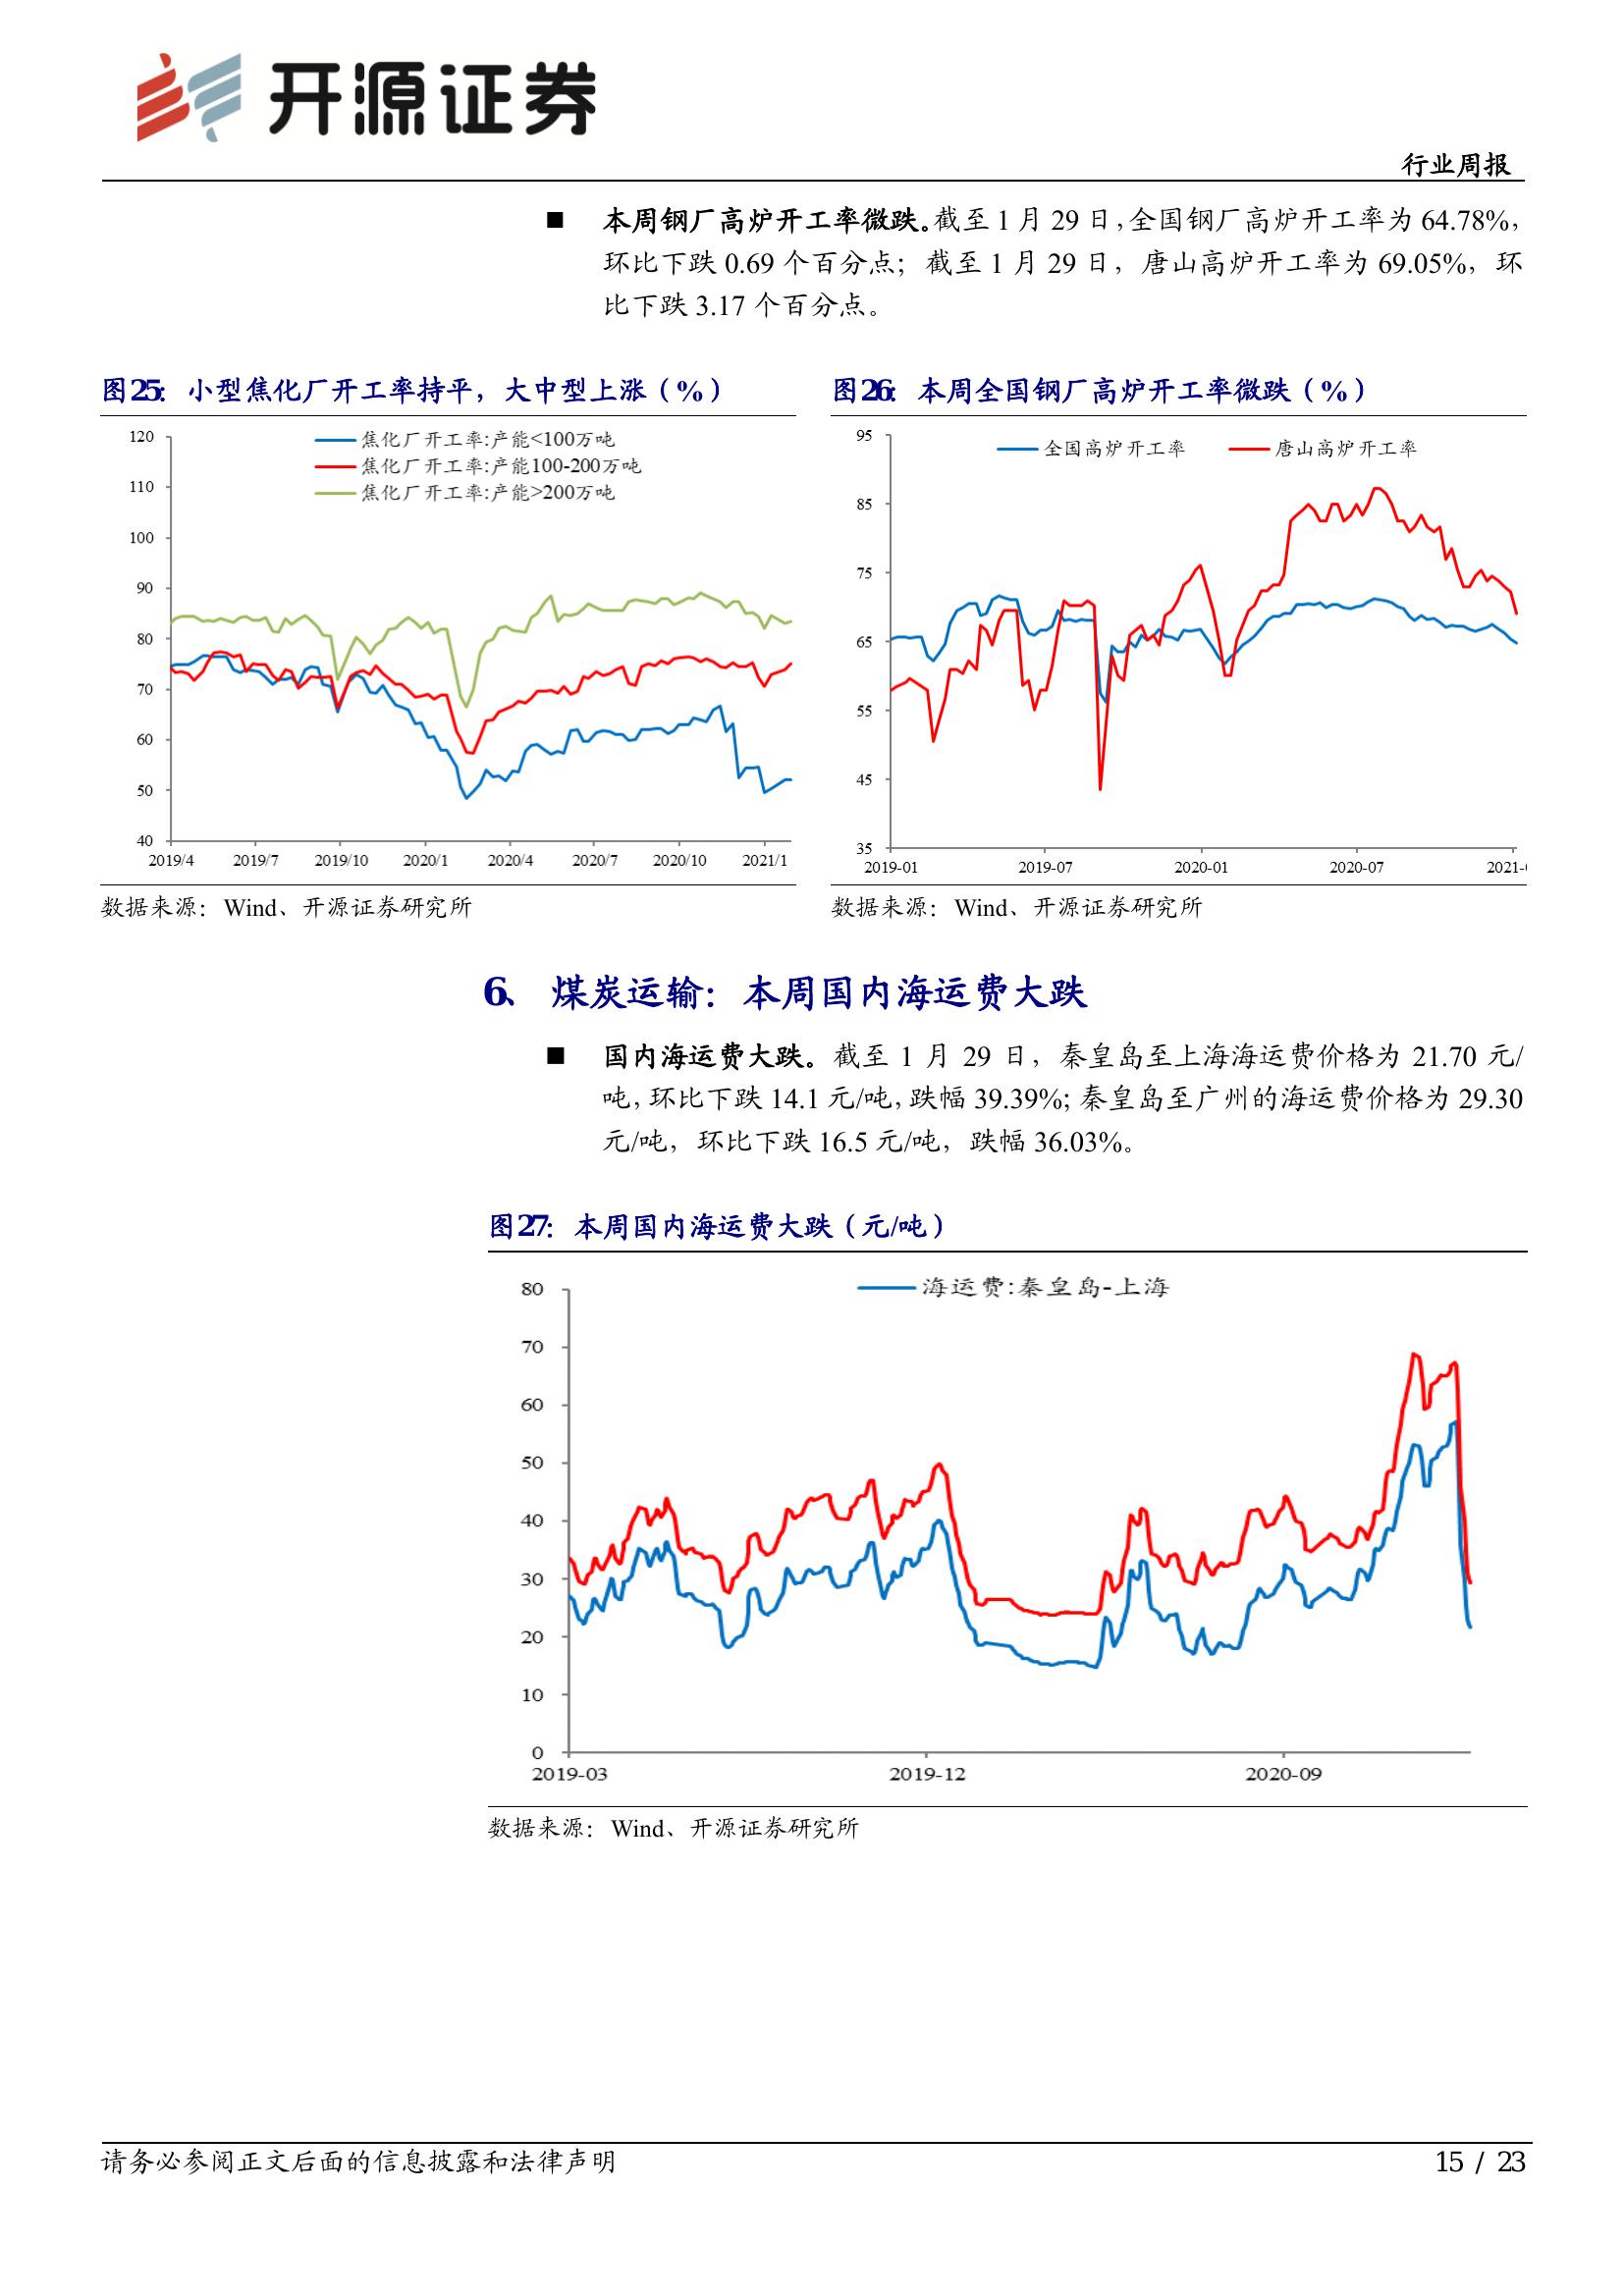 开源证券
行业周报
■ 本周钢厂高炉开工率微跌。截至 1 月 29 日，全国钢厂高炉开工率为 64.78%，
环比下跌 0.69 个百分点；截至 1 月 29 日，唐山高炉开工率为 69.05%，环
比下跌 3.17 个百分点。
图25：小型焦化厂开工率持平，大中型上涨（%）
焦化厂开工率:产能<100万吨
焦化厂开工率:产能100-200万吨
焦化厂开工率:产能>200万吨
120
110
100
90
80
70
60
50
40
2019/4 2019/7 2019/10 2020/1 2020/4 2020/7 2020/10 2021/1
数据来源：Wind、开源证券研究所
图26：本周全国钢厂高炉开工率微跌（%）
全国高炉开工率 唐山高炉开工率
95
85
75
65
55
45
35
2019-01 2019-07 2020-01 2020-07 2021-
数据来源：Wind、开源证券研究所
6、 煤炭运输：本周国内海运费大跌
■ 国内海运费大跌。截至 1 月 29 日，秦皇岛至上海海运费价格为 21.70 元/
吨，环比下跌 14.1 元/吨，跌幅 39.39%；秦皇岛至广州的海运费价格为 29.30
元/吨，环比下跌 16.5 元/吨，跌幅 36.03%。
图27：本周国内海运费大跌（元/吨）
海运费:秦皇岛-上海
80
70
60
50
40
30
20
10
0
2019-03 2019-12 2020-09
数据来源：Wind、开源证券研究所
请务必参阅正文后面的信息披露和法律声明
15 / 23